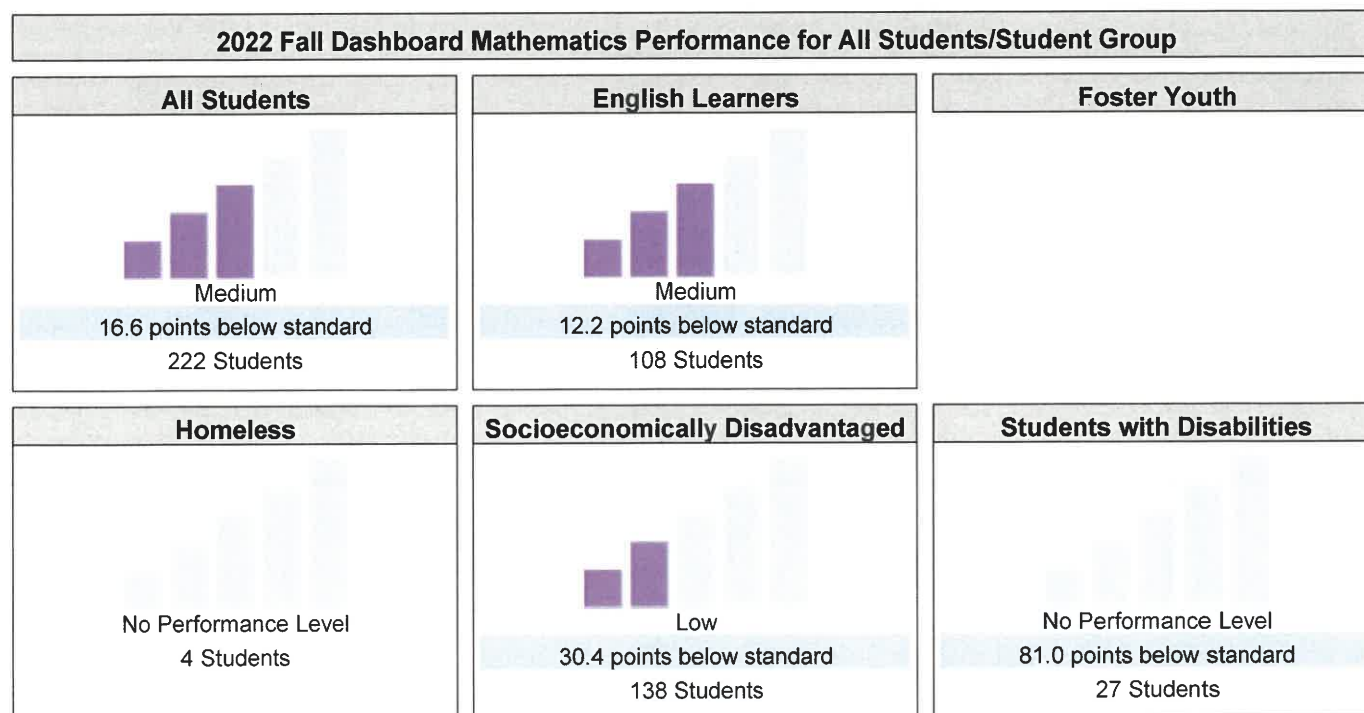 2022 Fall Dashboard Mathematics Performance for All Students/Student Group
All Students
Medium
16.6 points below standard
222 Students
English Learners
Medium
12.2 points below standard
108 Students
Foster Youth
Homeless
No Performance Level
4 Students
Socioeconomically Disadvantaged
Low
30.4 points below standard
138 Students
Students with Disabilities
No Performance Level
81.0 points below standard
27 Students